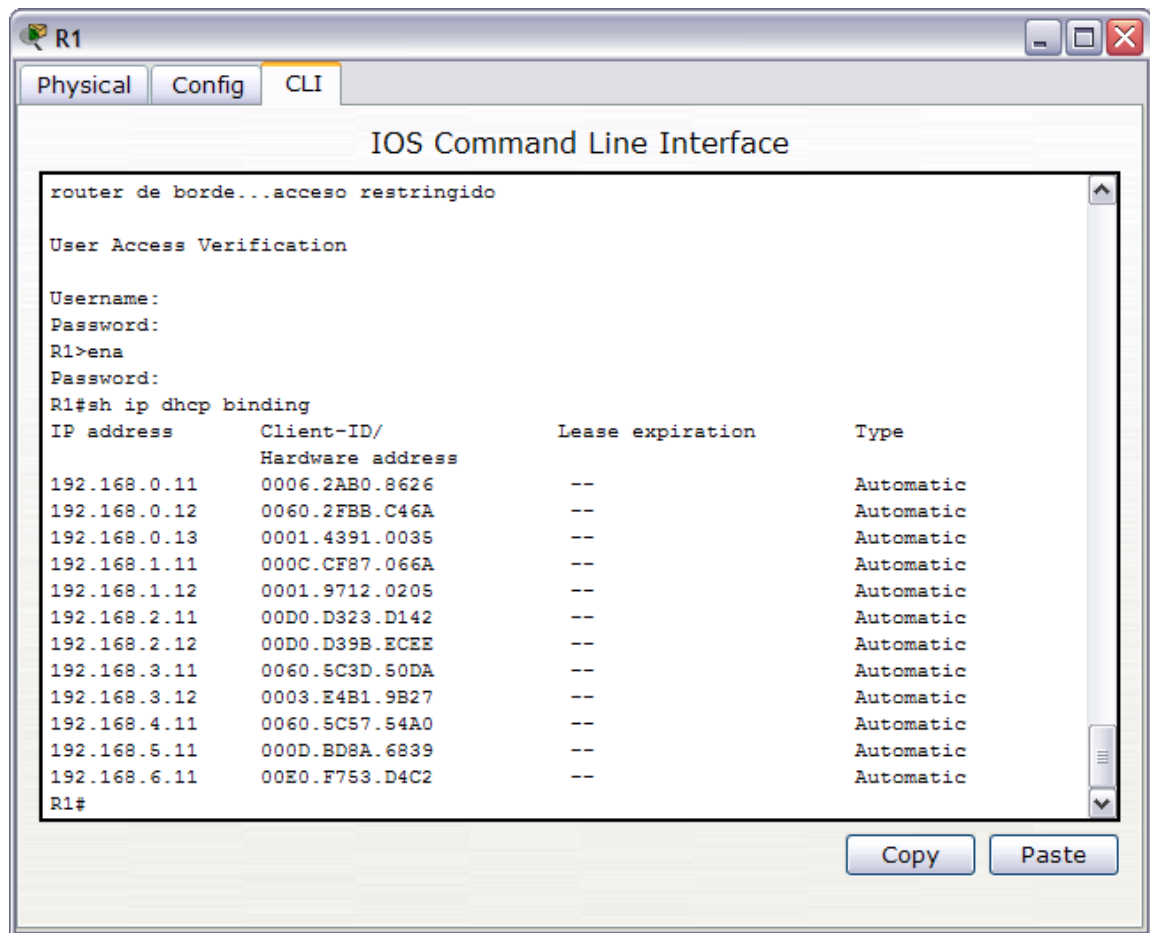 R1
Physical Config CLI
IOS Command Line Interface
router de borde...acceso restringido
User Access Verification
Username:
Password:
R1>ena
Password:
R1#sh ip dhcp binding
IP address Client-ID/ Lease expiration Type
Hardware address
192.168.0.11 0006.2AB0.8626 -- Automatic
192.168.0.12 0060.2FBB.C46A -- Automatic
192.168.0.13 0001.4391.0035 -- Automatic
192.168.1.11 000C.CF87.066A -- Automatic
192.168.1.12 0001.9712.0205 -- Automatic
192.168.2.11 00D0.D323.D142 -- Automatic
192.168.2.12 00D0.D39B.ECEE -- Automatic
192.168.3.11 0060.5C3D.50DA -- Automatic
192.168.3.12 0003.E4B1.9B27 -- Automatic
192.168.4.11 0060.5C57.54A0 -- Automatic
192.168.5.11 000D.BD8A.6839 -- Automatic
192.168.6.11 00E0.F753.D4C2 -- Automatic
R1#
Copy Paste